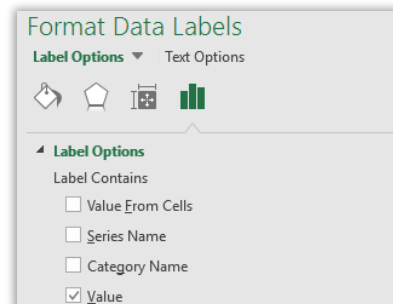 Format Data Labels
Label Options Text Options
Label Options
Label Contains
Value From Cells
Series Name
Category Name
Value